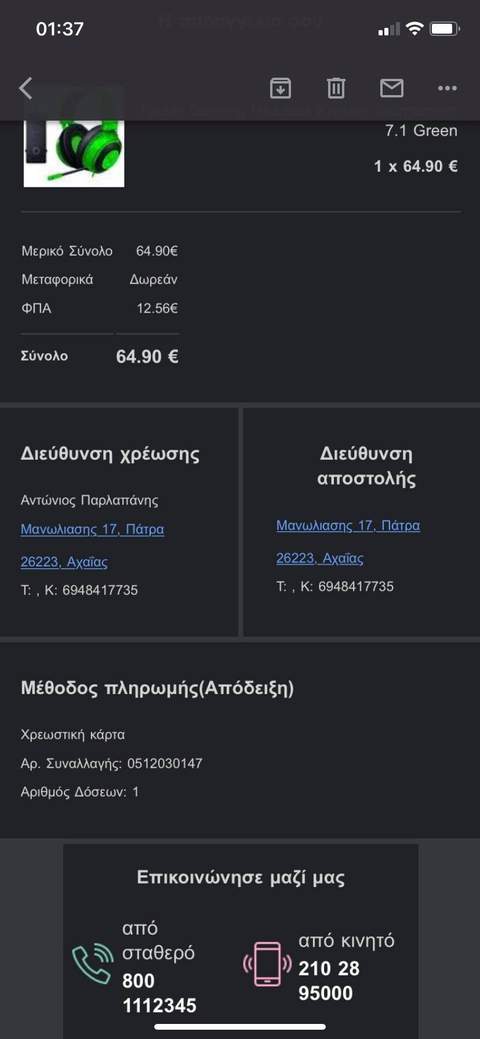 01:37
7.1 Green
1 x 64.90 €
Μερικό Σύνολο 64.90€
Μεταφορικά Δωρεάν
ΦΠΑ 12.56€
Σύνολο 64.90 €
Διεύθυνση χρέωσης
Αντώνιος Παρλαπάνης
Μανωλιασης 17, Πάτρα
26223, Αχαΐας
Τ: , Κ: 6948417735
Διεύθυνση
αποστολής
Μανωλιασης 17, Πάτρα
26223, Αχαΐας
Τ: , Κ: 6948417735
Μέθοδος πληρωμής(Απόδειξη)
Χρεωστική κάρτα
Αρ. Συναλλαγής: 0512030147
Αριθμός Δόσεων: 1
Επικοινώνησε μαζί μας
από
σταθερό
800
1112345
από κινητό
210 28
95000